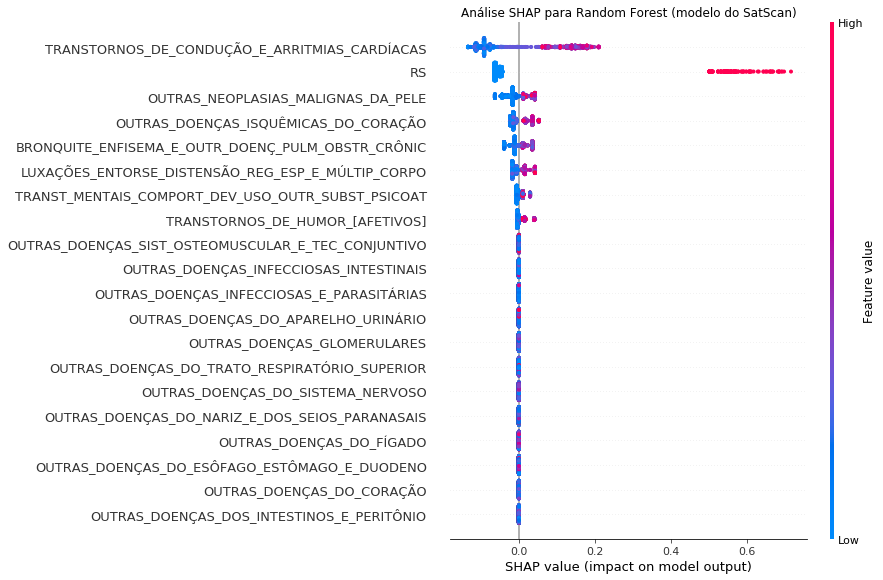 Análise SHAP para Random Forest (modelo do SatScan)
High
TRANSTORNOS_DE_CONDUÇÃO_E_ARRITMIAS_CARDÍACAS
RS
OUTRAS_NEOPLASIAS_MALIGNAS_DA_PELE
OUTRAS_DOENÇAS_ISQUÊMICAS_DO_CORAÇÃO
BRONQUITE_ENFISEMA_E_OUTR_DOENÇ_PULM_OBSTR_CRÔNIC
LUXAÇÕES_ENTORSE_DISTENSÃO_REG_ESP_E_MÚLTIP_CORPO
TRANST_MENTAIS_COMPORT_DEV_USO_OUTR_SUBST_PSICOAT
TRANSTORNOS_DE_HUMOR_[AFETIVOS]
OUTRAS_DOENÇAS_SIST_OSTEOMUSCULAR_E_TEC_CONJUNTIVO
OUTRAS_DOENÇAS_INFECCIOSAS_INTESTINAIS
OUTRAS_DOENÇAS_INFECCIOSAS_E_PARASITÁRIAS
OUTRAS_DOENÇAS_DO_APARELHO_URINÁRIO
OUTRAS_DOENÇAS_GLOMERULARES
OUTRAS_DOENÇAS_DO_TRATO_RESPIRATÓRIO_SUPERIOR
OUTRAS_DOENÇAS_DO_SISTEMA_NERVOSO
OUTRAS_DOENÇAS_DO_NARIZ_E_DOS_SEIOS_PARANASAIS
OUTRAS_DOENÇAS_DO_FÍGADO
OUTRAS_DOENÇAS_DO_ESÔFAGO_ESTÔMAGO_E_DUODENO
OUTRAS_DOENÇAS_DO_CORAÇÃO
OUTRAS_DOENÇAS_DOS_INTESTINOS_E_PERITÔNIO
Feature value
Low
0.0 0.2 0.4 0.6
SHAP value (impact on model output)